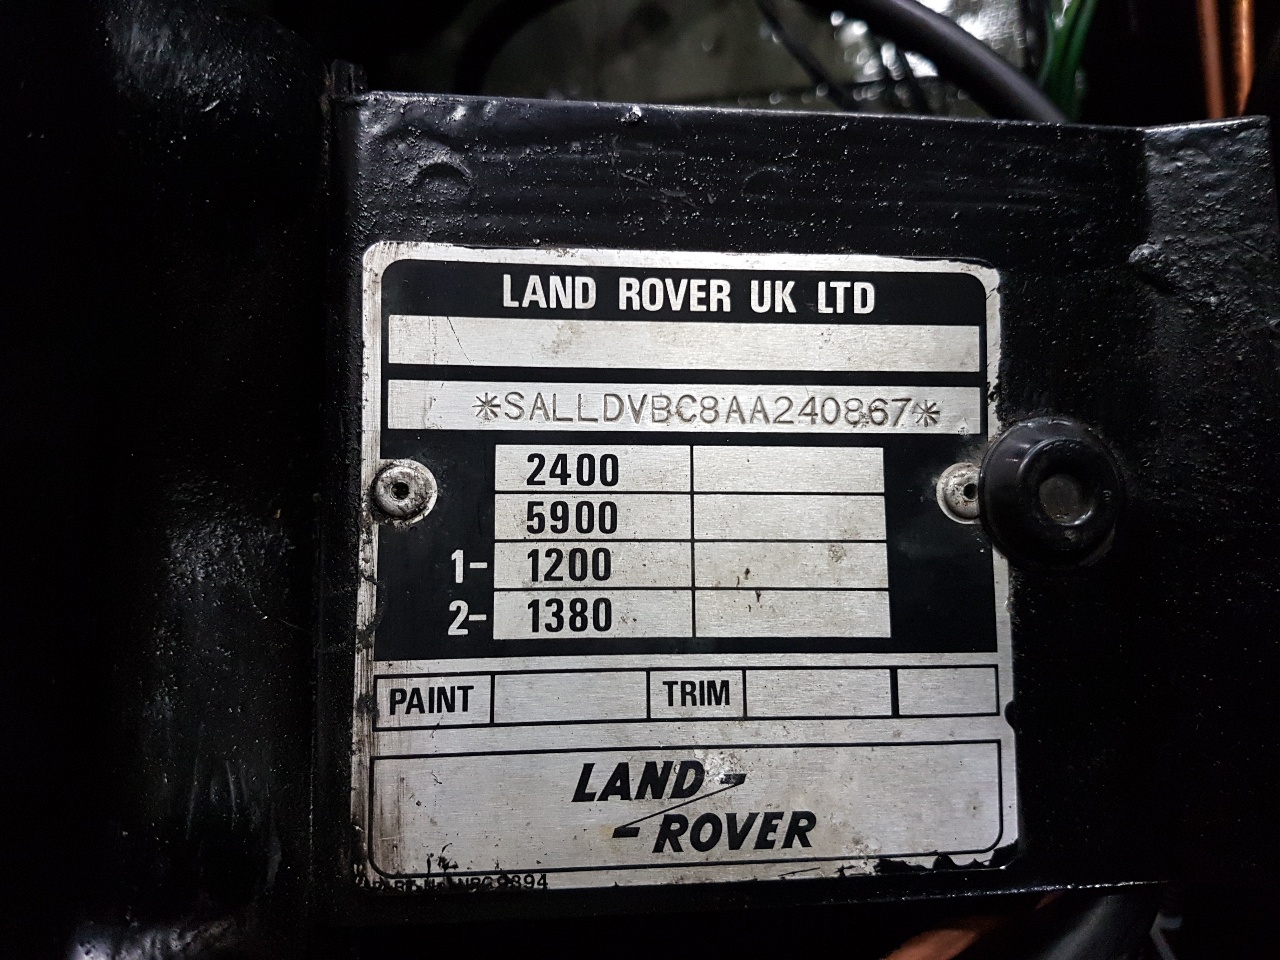 LAND ROVER UK LTD
*SALLDVBC8AA240867*
2400
5900
1- 1200
2- 1380
PAINT TRIM
LAND
ROVER